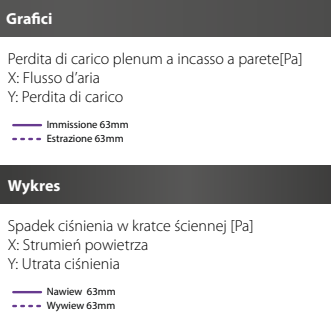 Grafici
Perdita di carico plenum a incasso a parete[Pa]
X: Flusso d'aria
Y: Perdita di carico
Immissione 63mm
Estrazione 63mm
Wykres
Spadek ciśnienia w kratce ściennej [Pa]
X: Strumień powietrza
Y: Utrata ciśnienia
Nawiew 63mm
Wywiew 63mm